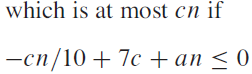 which is at most cn if
−cn/10 + 7c + an ≤ 0